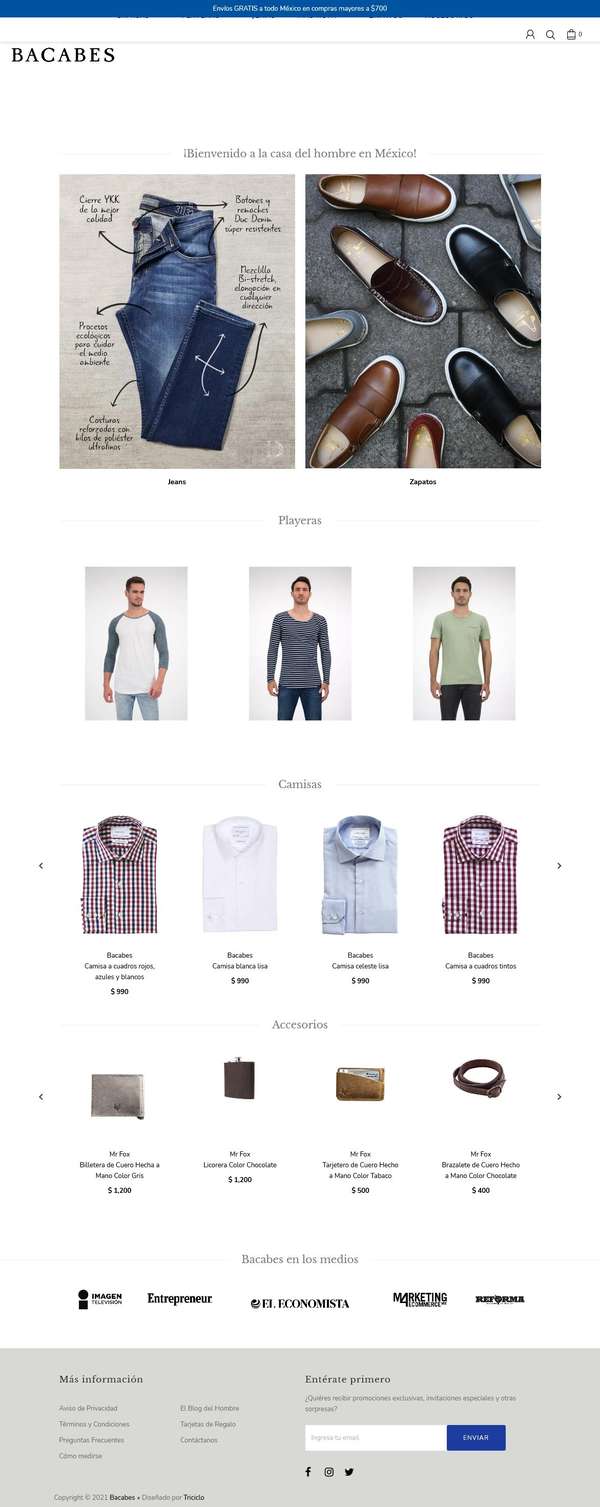 Envíos GRATIS a todo México en compras mayores a $700
0
BACABES
¡Bienvenido a la casa del hombre en México!
Cierre YKK
de la mejor
calidad
Botones y
remaches
Duc Denim
súper resistentes
Mezclilla
Bi-stretch,
elongación en
cualquier
dirección
Procesos
ecológicos
para cuidar
el medio
ambiente
Costuras
reforzadas con
hilos de poliéster
ultrafinos
Jeans
Zapatos
Playeras
Camisas
Bacabes
Camisa a cuadros rojos,
azules y blancos
$ 990
Bacabes
Camisa blanca lisa
$ 990
Bacabes
Camisa celeste lisa
$ 990
Bacabes
Camisa a cuadros tintos
$ 990
Accesorios
Mr Fox
Billetera de Cuero Hecha a
Mano Color Gris
$ 1,200
Mr Fox
Licorera Color Chocolate
$ 1,200
Mr Fox
Tarjetero de Cuero Hecho
a Mano Color Tabaco
$ 500
Mr Fox
Brazalete de Cuero Hecho
a Mano Color Chocolate
$ 400
Bacabes en los medios
IMAGEN
TELEVISIÓN
Entrepreneur
EL ECONOMISTA
M4RKETING
ECOMMERCE MX
REFORMA
Más información
Aviso de Privacidad
Términos y Condiciones
Preguntas Frecuentes
Cómo medirse
El Blog del Hombre
Tarjetas de Regalo
Contáctanos
Entérate primero
¿Quiéres recibir promociones exclusivas, invitaciones especiales y otras
sorpresas?
Ingresa tu email
ENVIAR
Copyright © 2021 Bacabes • Diseñado por Triciclo